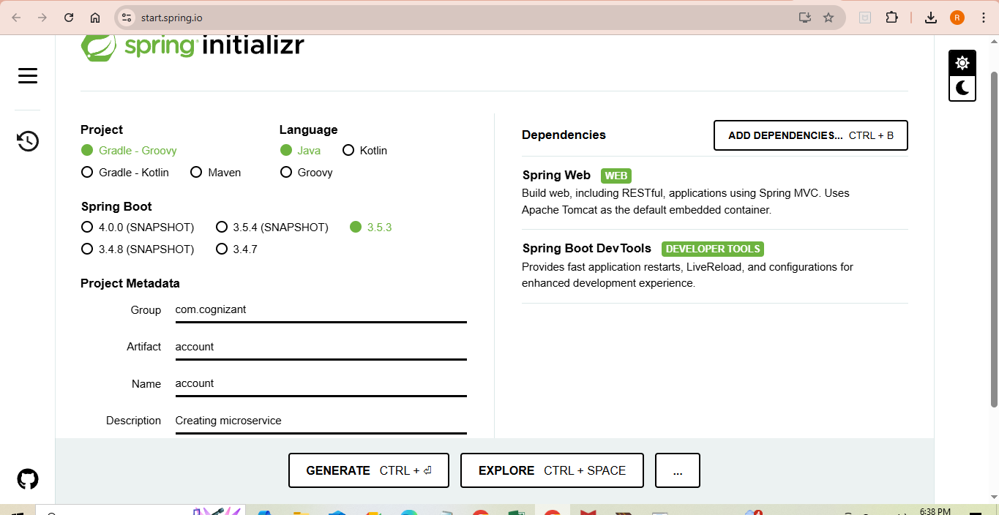 start.spring.io
R
spring initializr
Project
Gradle - Groovy
Gradle - Kotlin Maven
Language
Java Kotlin
Groovy
Spring Boot
4.0.0 (SNAPSHOT) 3.5.4 (SNAPSHOT) 3.5.3
3.4.8 (SNAPSHOT) 3.4.7
Project Metadata
Group com.cognizant
Artifact account
Name account
Description Creating microservice
Dependencies
ADD DEPENDENCIES... CTRL + B
Spring Web WEB
Build web, including RESTful, applications using Spring MVC. Uses
Apache Tomcat as the default embedded container.
Spring Boot DevTools DEVELOPER TOOLS
Provides fast application restarts, LiveReload, and configurations for
enhanced development experience.
GENERATE CTRL + ⏎
EXPLORE CTRL + SPACE
...
4
6:38 PM